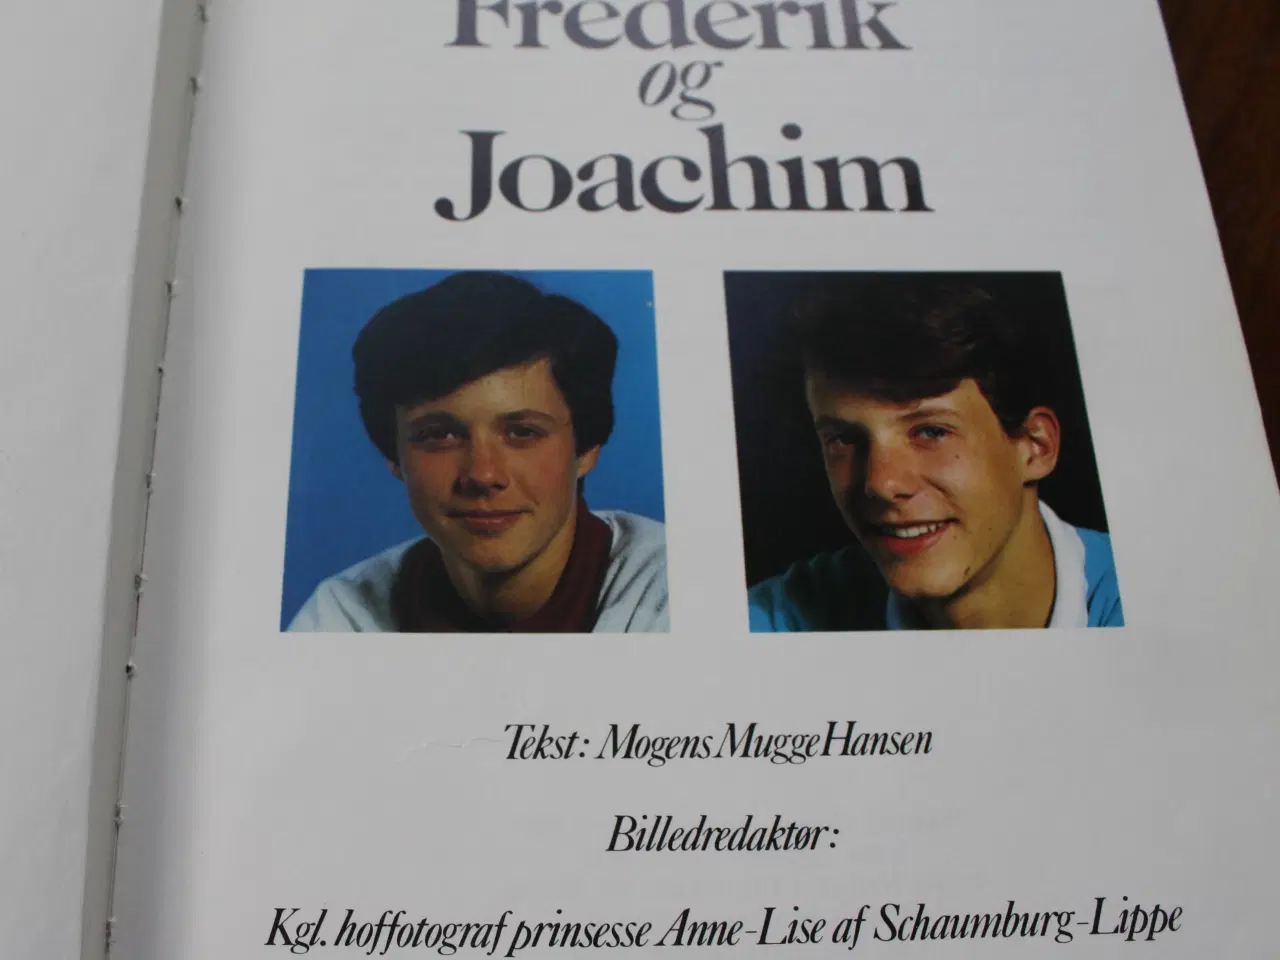 Frederik
og
Joachim
Tekst: Mogens Mugge Hansen
Billedredaktør:
Kgl. hoffotograf prinsesse Anne-Lise af Schaumburg-Lippe